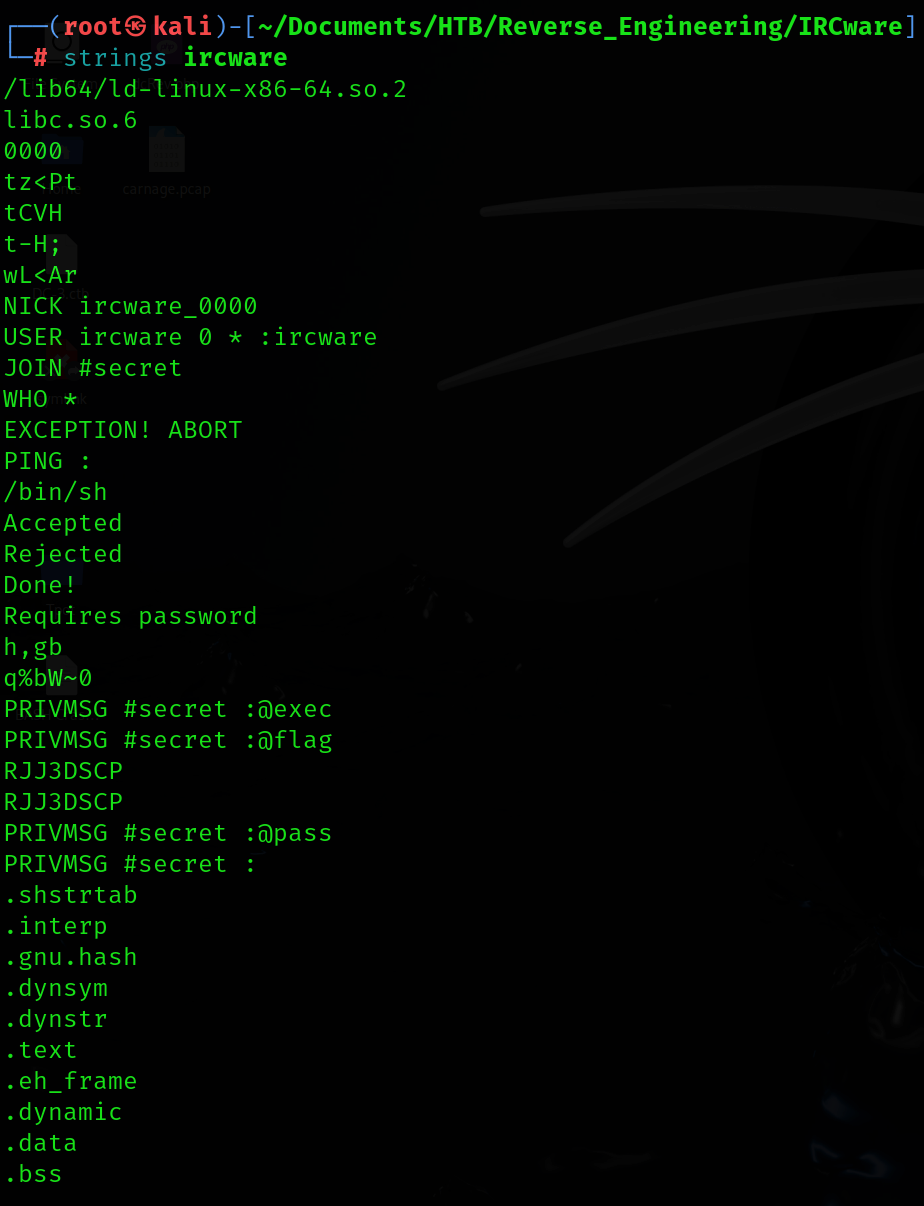 ┌──(root㉿kali)-[~/Documents/HTB/Reverse_Engineering/IRCware]
└─# strings ircware
/lib64/ld-linux-x86-64.so.2
libc.so.6
0000
tz<Pt
tCVH
t-H;
wL<Ar
NICK ircware_0000
USER ircware 0 * :ircware
JOIN #secret
WHO *
EXCEPTION! ABORT
PING :
/bin/sh
Accepted
Rejected
Done!
Requires password
h,gb
q%bW~0
PRIVMSG #secret :@exec
PRIVMSG #secret :@flag
RJJ3DSCP
RJJ3DSCP
PRIVMSG #secret :@pass
PRIVMSG #secret :
.shstrtab
.interp
.gnu.hash
.dynsym
.dynstr
.text
.eh_frame
.dynamic
.data
.bss
carnage.pcap